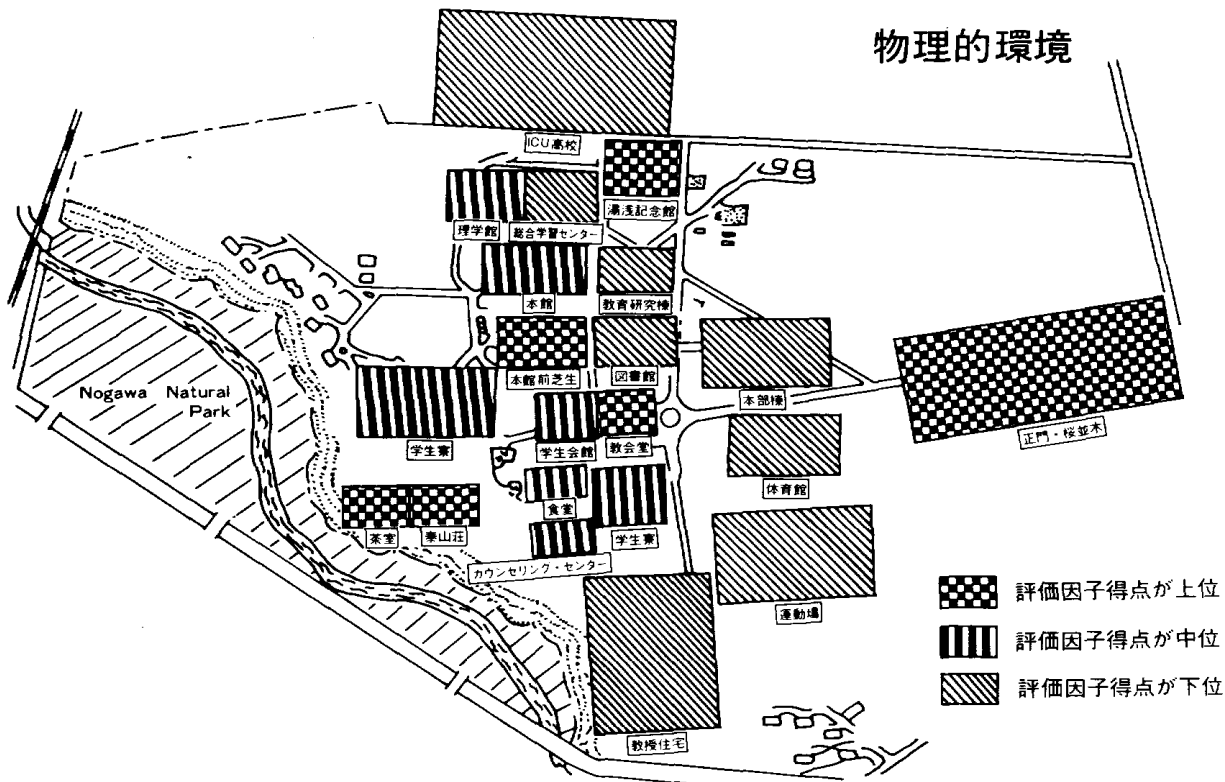 物理的環境
ICU高校
湯浅記念館
理学館
総合学習センター
本館
教育研究棟
本館前芝生
図書館
本部棟
正門・桜並木
Nogawa Natural
Park
学生寮
学生会館
教会堂
体育館
食堂
茶室
泰山荘
学生寮
カウンセリング・センター
運動場
教授住宅
評価因子得点が上位
評価因子得点が中位
評価因子得点が下位